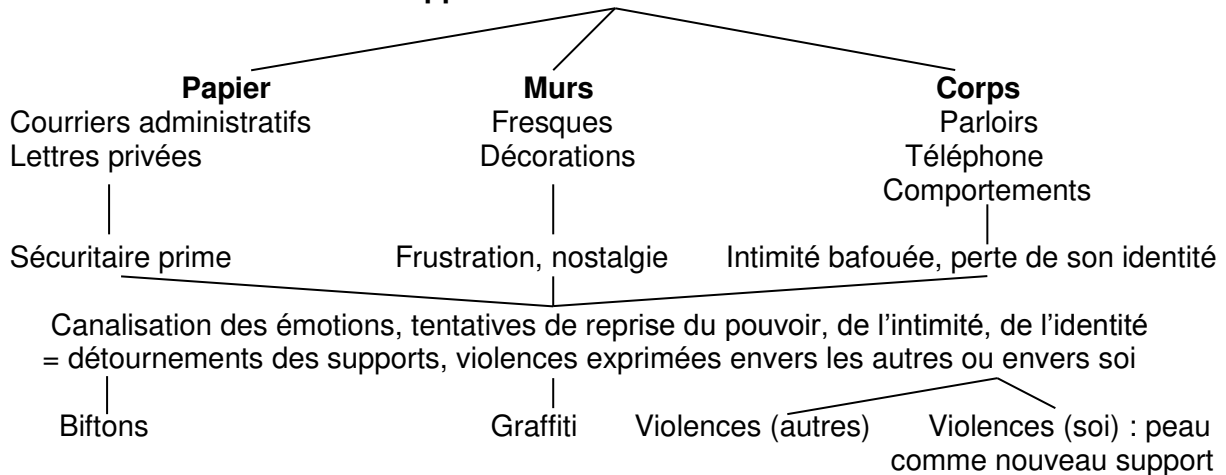 Papier Murs Corps
Courriers administratifs Fresques Parloirs
Lettres privées Décorations Téléphone
Comportements
Sécuritaire prime Frustration, nostalgie Intimité bafouée, perte de son identité
Canalisation des émotions, tentatives de reprise du pouvoir, de l’intimité, de l’identité
= détournements des supports, violences exprimées envers les autres ou envers soi
Biftons Graffiti Violences (autres) Violences (soi) : peau
comme nouveau support